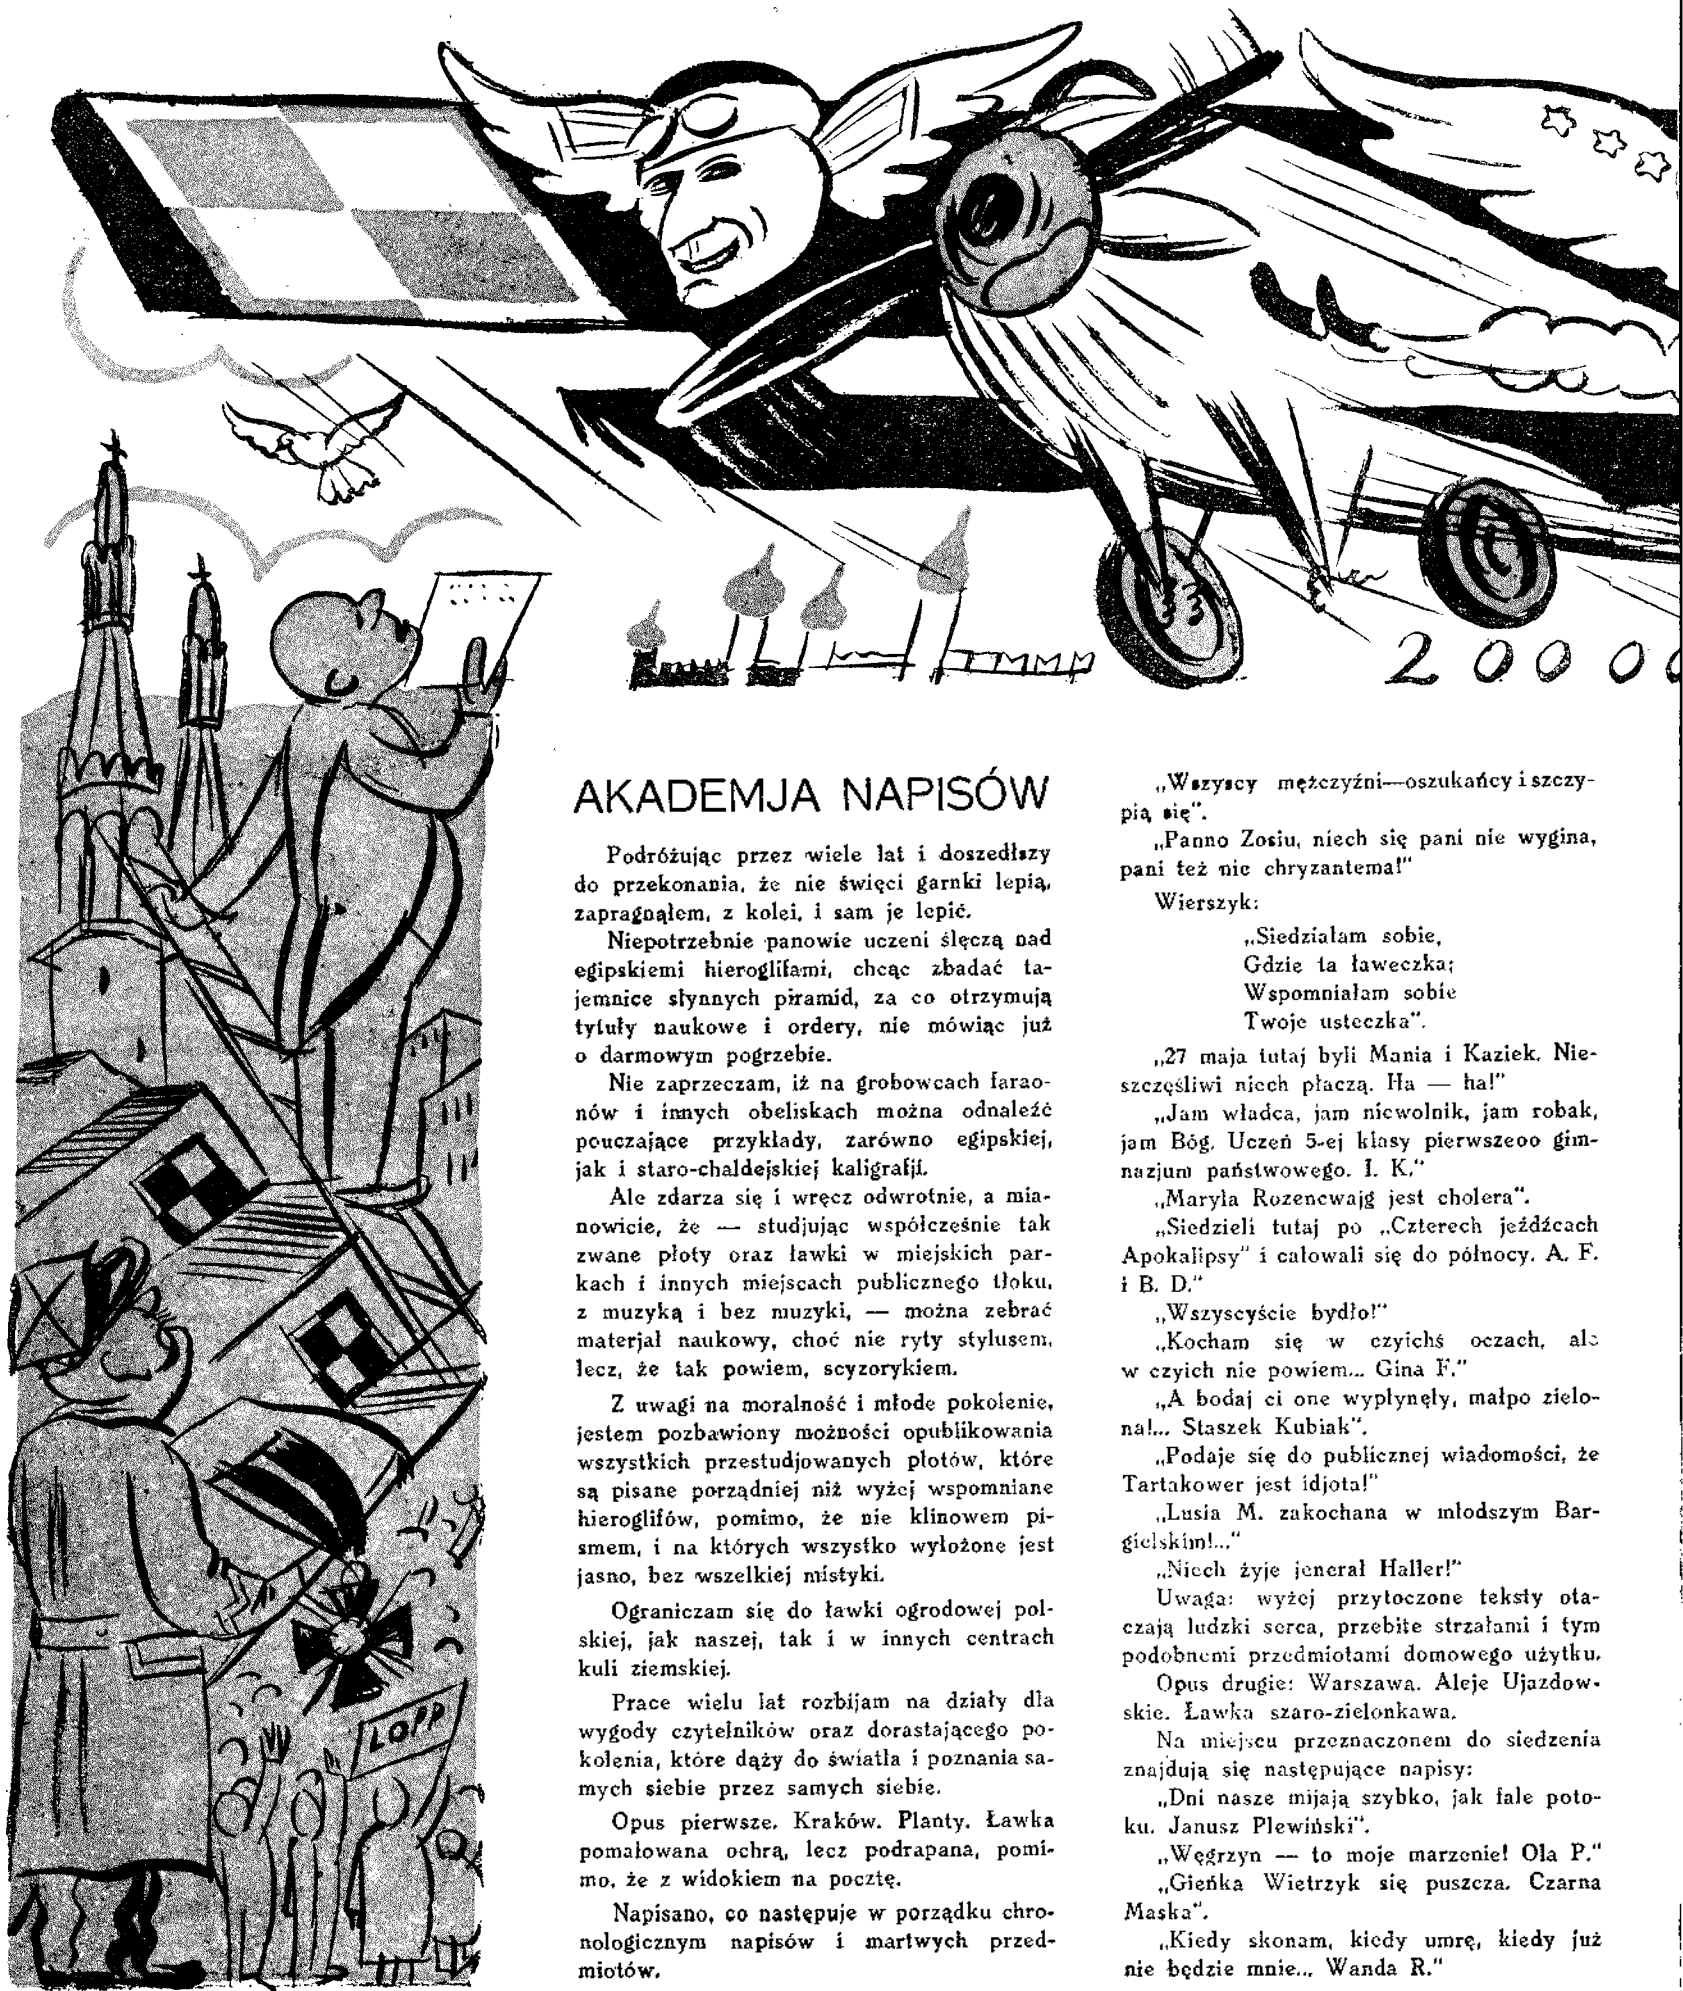 20000
LOPP
AKADEMJA NAPISÓW
Podróżując przez wiele lat i doszedłszy
do przekonania, że nie święci garnki lepią,
zapragnąłem, z kolei, i sam je lepić.
Niepotrzebnie panowie uczeni ślęczą nad
egipskiemi hieroglifami, chcąc zbadać ta-
jemnice słynnych piramid, za co otrzymują
tytuły naukowe i ordery, nie mówiąc już
o darmowym pogrzebie.
Nie zaprzeczam, iż na grobowcach farao-
nów i innych obeliskach można odnaleźć
pouczające przykłady, zarówno egipskiej,
jak i staro-chaldejskiej kaligrafji.
Ale zdarza się i wręcz odwrotnie, a mia-
nowicie, że — studjując współcześnie tak
zwane płoty oraz ławki w miejskich par-
kach i innych miejscach publicznego tłoku,
z muzyką i bez muzyki, — można zebrać
materjał naukowy, choć nie ryty stylusem,
lecz, że tak powiem, scyzorykiem.
Z uwagi na moralność i młode pokolenie,
jestem pozbawiony możności opublikowania
wszystkich przestudjowanych płotów, które
są pisane porządniej niż wyżej wspomniane
hieroglifów, pomimo, że nie klinowem pi-
smem, i na których wszystko wyłożone jest
jasno, bez wszelkiej mistyki.
Ograniczam się do ławki ogrodowej pol-
skiej, jak naszej, tak i w innych centrach
kuli ziemskiej.
Prace wielu lat rozbijam na działy dla
wygody czytelników oraz dorastającego po-
kolenia, które dąży do światła i poznania sa-
mych siebie przez samych siebie.
Opus pierwsze. Kraków. Planty. Ławka
pomalowana ochrą, lecz podrapana, pomi-
mo, że z widokiem na pocztę.
Napisano, co następuje w porządku chro-
nologicznym napisów i martwych przed-
miotów.
„Wszyscy mężczyźni—oszukańcy i szczy-
pią się".
„Panno Zosiu, niech się pani nie wygina,
pani też nie chryzantema!"
Wierszyk:
„Siedziałam sobie,
Gdzie ta ławeczka;
Wspomniałam sobie
Twoje usteczka".
„27 maja tutaj byli Mania i Kaziek. Nie-
szczęśliwi niech płaczą. Ha — ha!"
„Jam władca, jam niewolnik, jam robak,
jam Bóg. Uczeń 5-ej klasy pierwszeoo gim-
nazjum państwowego. I. K."
„Maryla Rozencwajg jest cholera".
„Siedzieli tutaj po „Czterech jeźdźcach
Apokalipsy" i całowali się do północy. A. F.
i B. D."
„Wszyscyście bydło!"
„Kocham się w czyichś oczach, ale
w czyich nie powiem... Gina F."
„A bodaj ci one wypłynęły, małpo zielo-
na!... Staszek Kubiak".
„Podaje się do publicznej wiadomości, że
Tartakower jest idjota!"
„Lusia M. zakochana w młodszym Bar-
gielskim!..."
„Niech żyje jenerał Haller!"
Uwaga: wyżej przytoczone teksty ota-
czają ludzki serca, przebite strzałami i tym
podobnemi przedmiotami domowego użytku.
Opus drugie: Warszawa. Aleje Ujazdow-
skie. Ławka szaro-zielonkawa.
Na miejscu przeznaczonem do siedzenia
znajdują się następujące napisy:
„Dni nasze mijają szybko, jak fale poto-
ku. Janusz Plewiński".
„Węgrzyn — to moje marzenie! Ola P."
„Gieńka Wietrzyk się puszcza. Czarna
Maska".
„Kiedy skonam, kiedy umrę, kiedy już
nie będzie mnie... Wanda R."